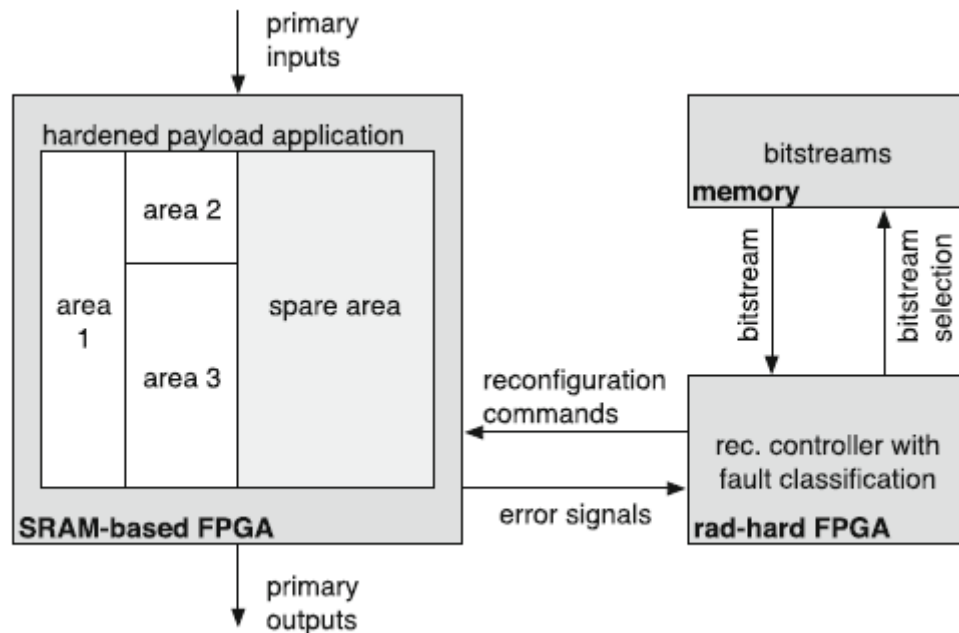 primary
inputs
hardened payload application
area 2
area
1
area 3
spare area
SRAM-based FPGA
primary
outputs
reconfiguration
commands
error signals
bitstreams
memory
bitstream
bitstream
selection
rec. controller with
fault classification
rad-hard FPGA